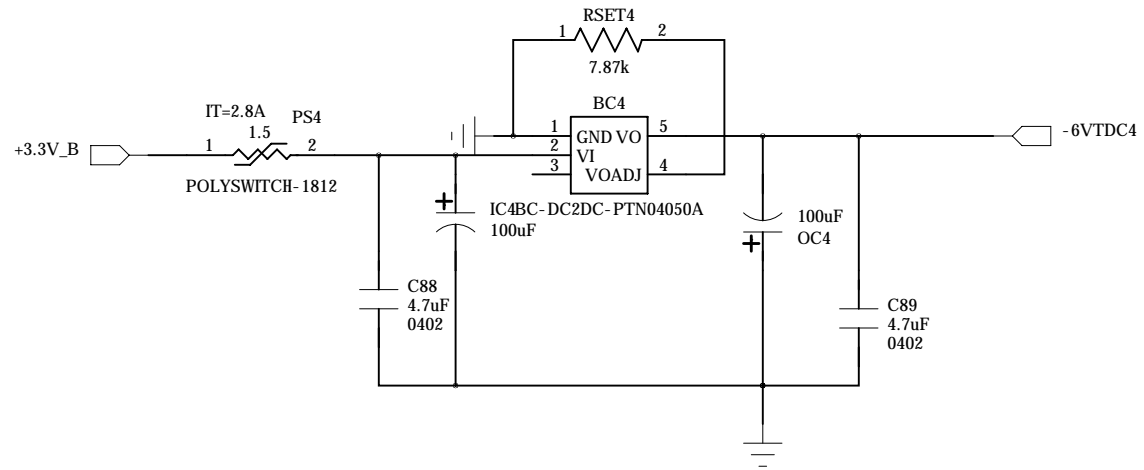 RSET4
1 2
7.87k
IT=2.8A
PS4
1.5
1 2
+3.3V_B
POLYSWITCH-1812
BC4
1 GND VO 5
2 VI
3 VOADJ 4
-6VTDC4
IC4BC-DC2DC-PTN04050A
100uF
100uF
OC4
C88
4.7uF
0402
C89
4.7uF
0402